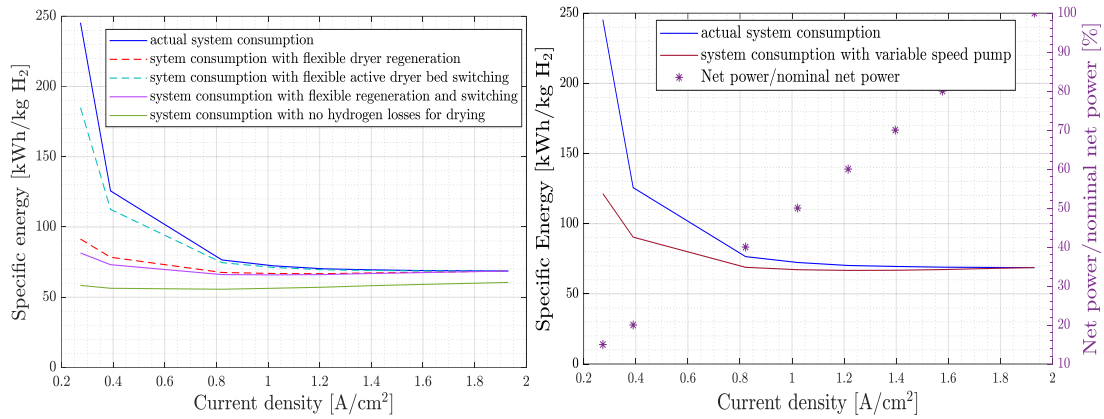 Specific energy [kWh/kg H₂]
250
200
150
100
50
0
actual system consumption
sytem consumption with flexible dryer regeneration
sytem consumption with flexible active dryer bed switching
system consumption with flexible regeneration and switching
system consumption with no hydrogen losses for drying
0.2 0.4 0.6 0.8 1 1.2 1.4 1.6 1.8 2
Current density [A/cm²]
Specific Energy [kWh/kg H₂]
250
200
150
100
50
0
actual system consumption
system consumption with variable speed pump
Net power/nominal net power
0.2 0.4 0.6 0.8 1 1.2 1.4 1.6 1.8 2
Current density [A/cm²]
100
90
80
70
60
50
40
30
20
10
Net power/nominal net power [%]